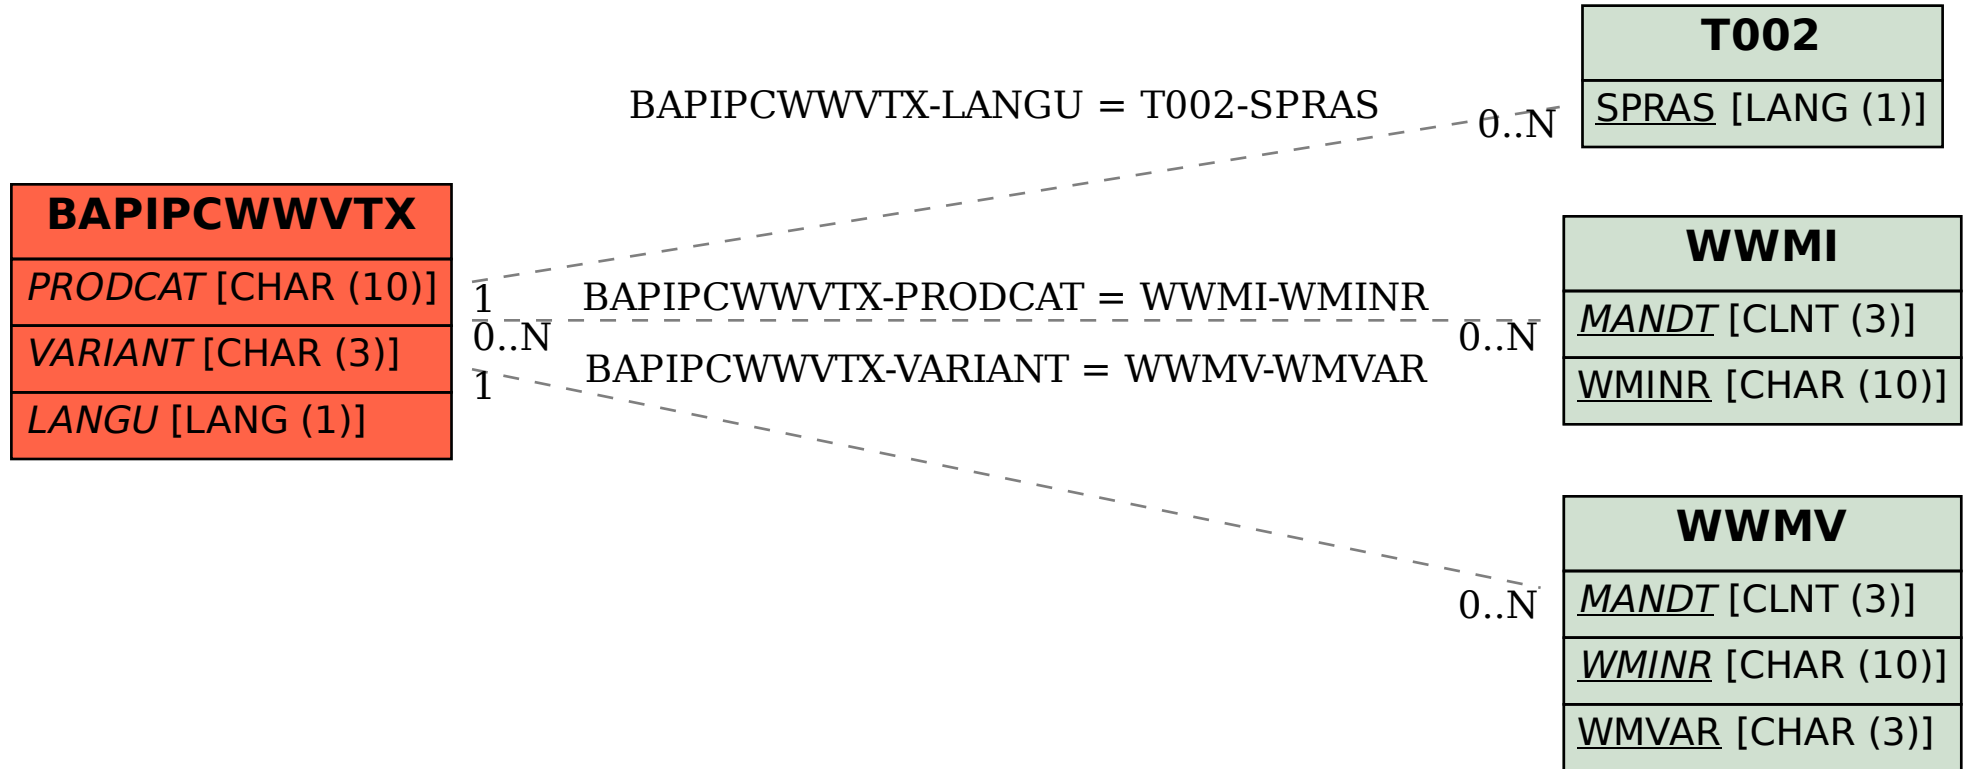 T002
SPRAS [LANG (1)]
BAPIPCWWVTX-LANGU = T002-SPRAS
0..N
BAPIPCWWVTX
PRODCAT [CHAR (10)]
VARIANT [CHAR (3)]
LANGU [LANG (1)]
1
BAPIPCWWVTX-PRODCAT = WWMI-WMINR
0..N
0..N
BAPIPCWWVTX-VARIANT = WWMV-WMVAR
1
0..N
WWMI
MANDT [CLNT (3)]
WMINR [CHAR (10)]
WWMV
MANDT [CLNT (3)]
WMINR [CHAR (10)]
WMVAR [CHAR (3)]